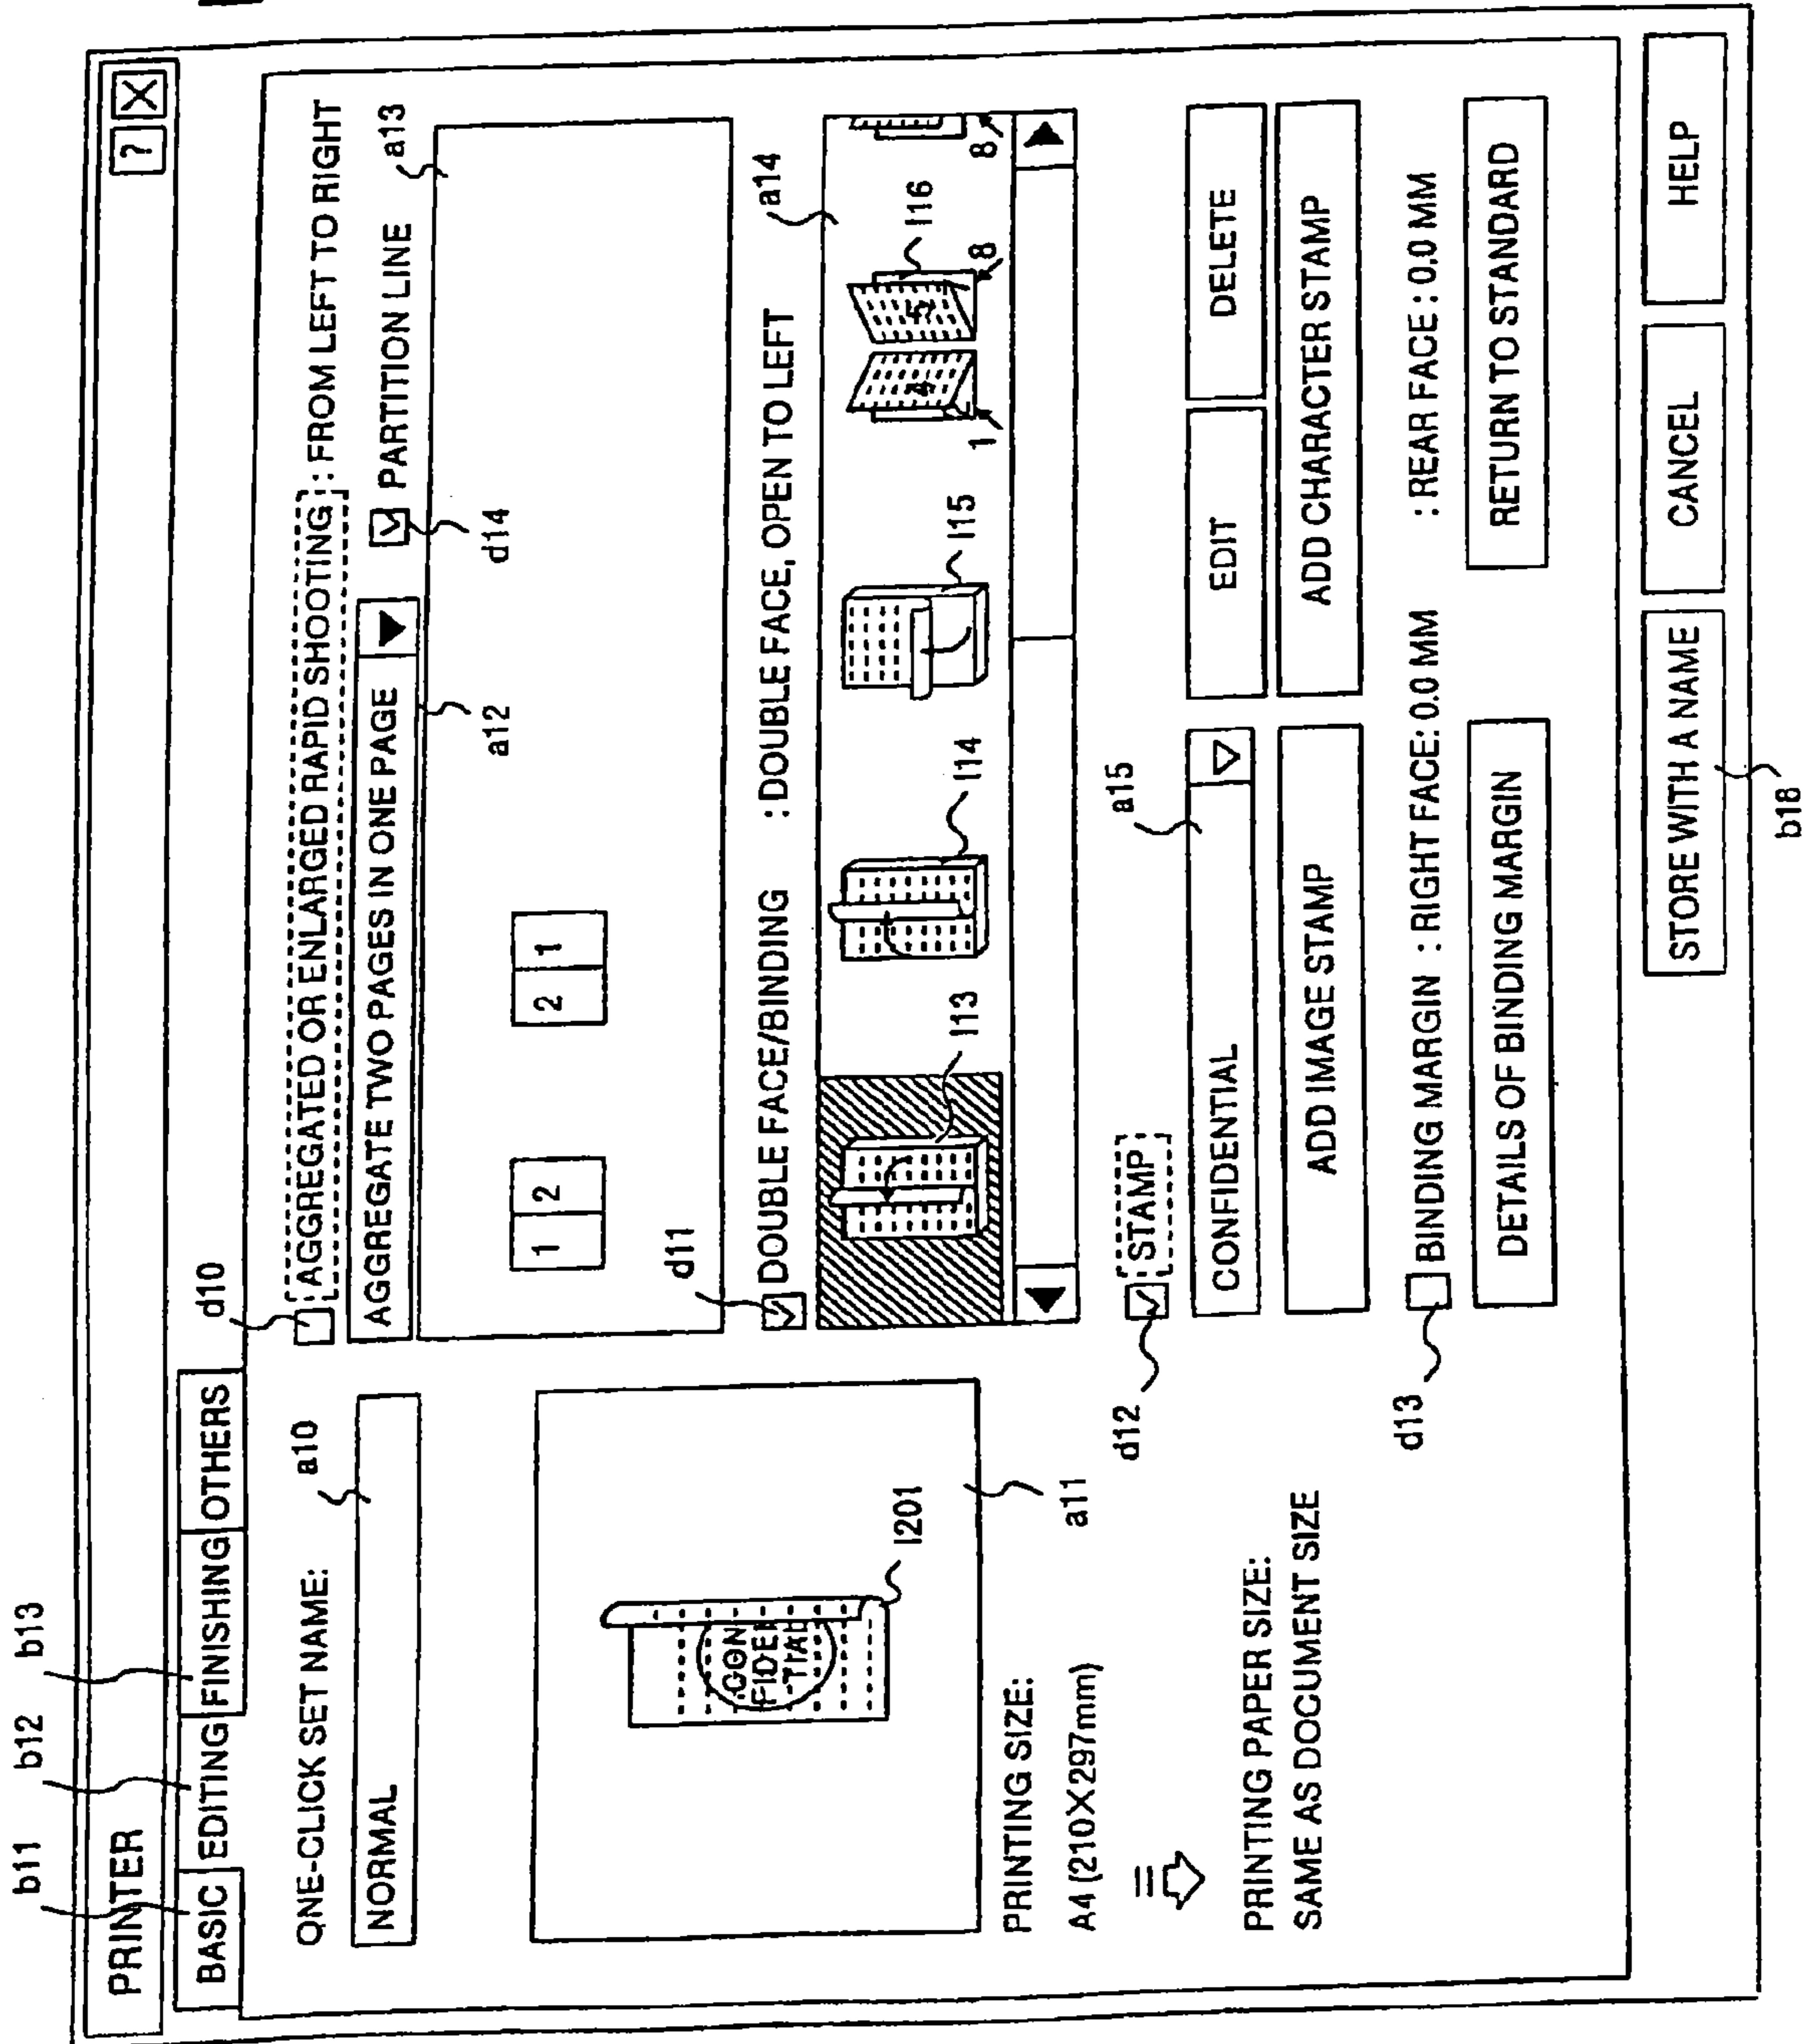 b11 b12 b13
PRINTER ? X
BASIC EDITING FINISHING OTHERS
d10
ONE-CLICK SET NAME:
a10
NORMAL
AGGREGATED OR ENLARGED RAPID SHOOTING : FROM LEFT TO RIGHT
AGGREGATE TWO PAGES IN ONE PAGE
PARTITION LINE
a13
a12
d14
1 2
2 1
d11
DOUBLE FACE/BINDING : DOUBLE FACE, OPEN TO LEFT
a14
I13
I14
I15
I16
4 5
1 8
8
CON
FIDEN
TIAL
I201
a11
PRINTING SIZE:
A4 (210X297mm)
PRINTING PAPER SIZE:
SAME AS DOCUMENT SIZE
d12
STAMP
a15
CONFIDENTIAL
EDIT
DELETE
ADD IMAGE STAMP
ADD CHARACTER STAMP
d13
BINDING MARGIN : RIGHT FACE: 0.0 MM : REAR FACE : 0.0 MM
DETAILS OF BINDING MARGIN
RETURN TO STANDARD
STORE WITH A NAME
CANCEL
HELP
b18